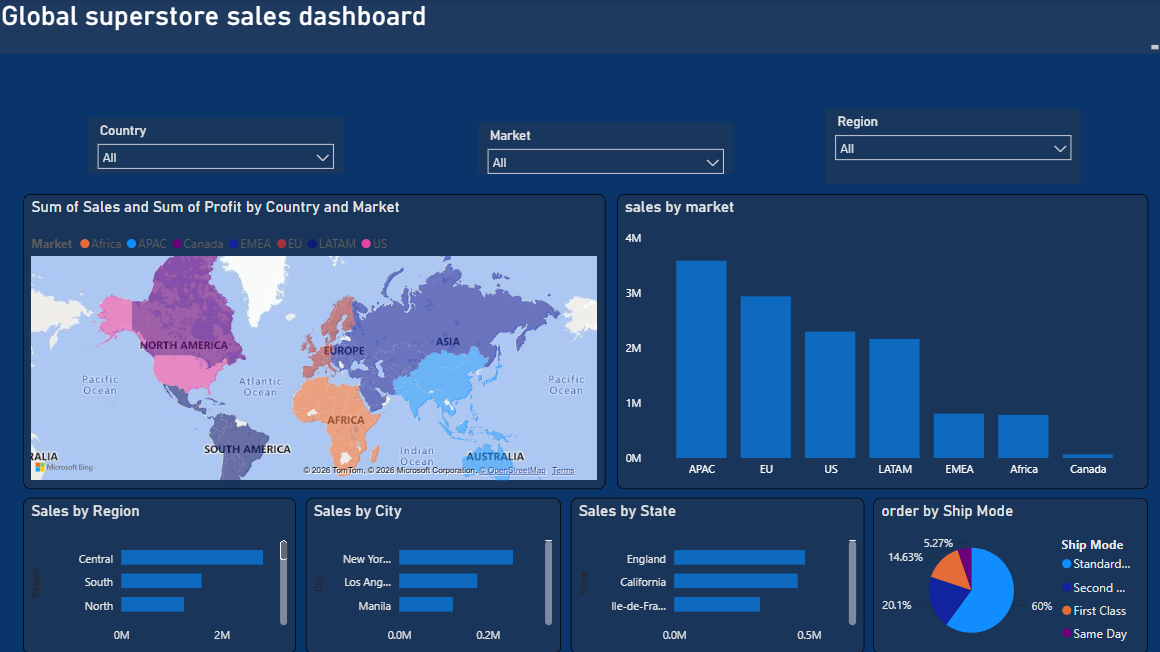 Global superstore sales dashboard
Country
All
Market
All
Region
All
Sum of Sales and Sum of Profit by Country and Market
Market Africa APAC Canada EMEA EU LATAM US
NORTH AMERICA
EUROPE
ASIA
Pacific
Ocean
Atlantic
Ocean
Pacific
Ocean
AFRICA
SOUTH AMERICA
Indian
Ocean
RALIA
AUSTRALIA
Microsoft Bing
© 2026 TomTom, © 2026 Microsoft Corporation, © OpenStreetMap Terms
sales by market
4M
3M
2M
1M
0M
APAC EU US LATAM EMEA Africa Canada
Sales by Region
Region
Central
South
North
0M 2M
Sales by City
City
New Yor...
Los Ang...
Manila
0.0M 0.2M
Sales by State
State
England
California
Ile-de-Fra...
0.0M 0.5M
order by Ship Mode
5.27%
14.63%
20.1%
60%
Ship Mode
Standard...
Second ...
First Class
Same Day